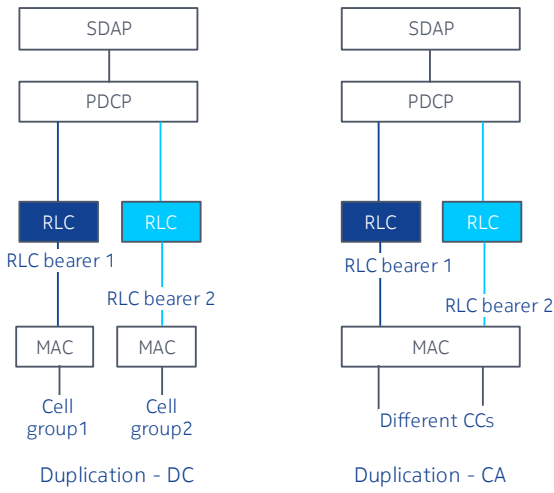 SDAP
PDCP
RLC
RLC
RLC bearer 1
RLC bearer 2
MAC
MAC
Cell
group1
Cell
group2
Duplication - DC
SDAP
PDCP
RLC
RLC
RLC bearer 1
RLC bearer 2
MAC
Different CCs
Duplication - CA